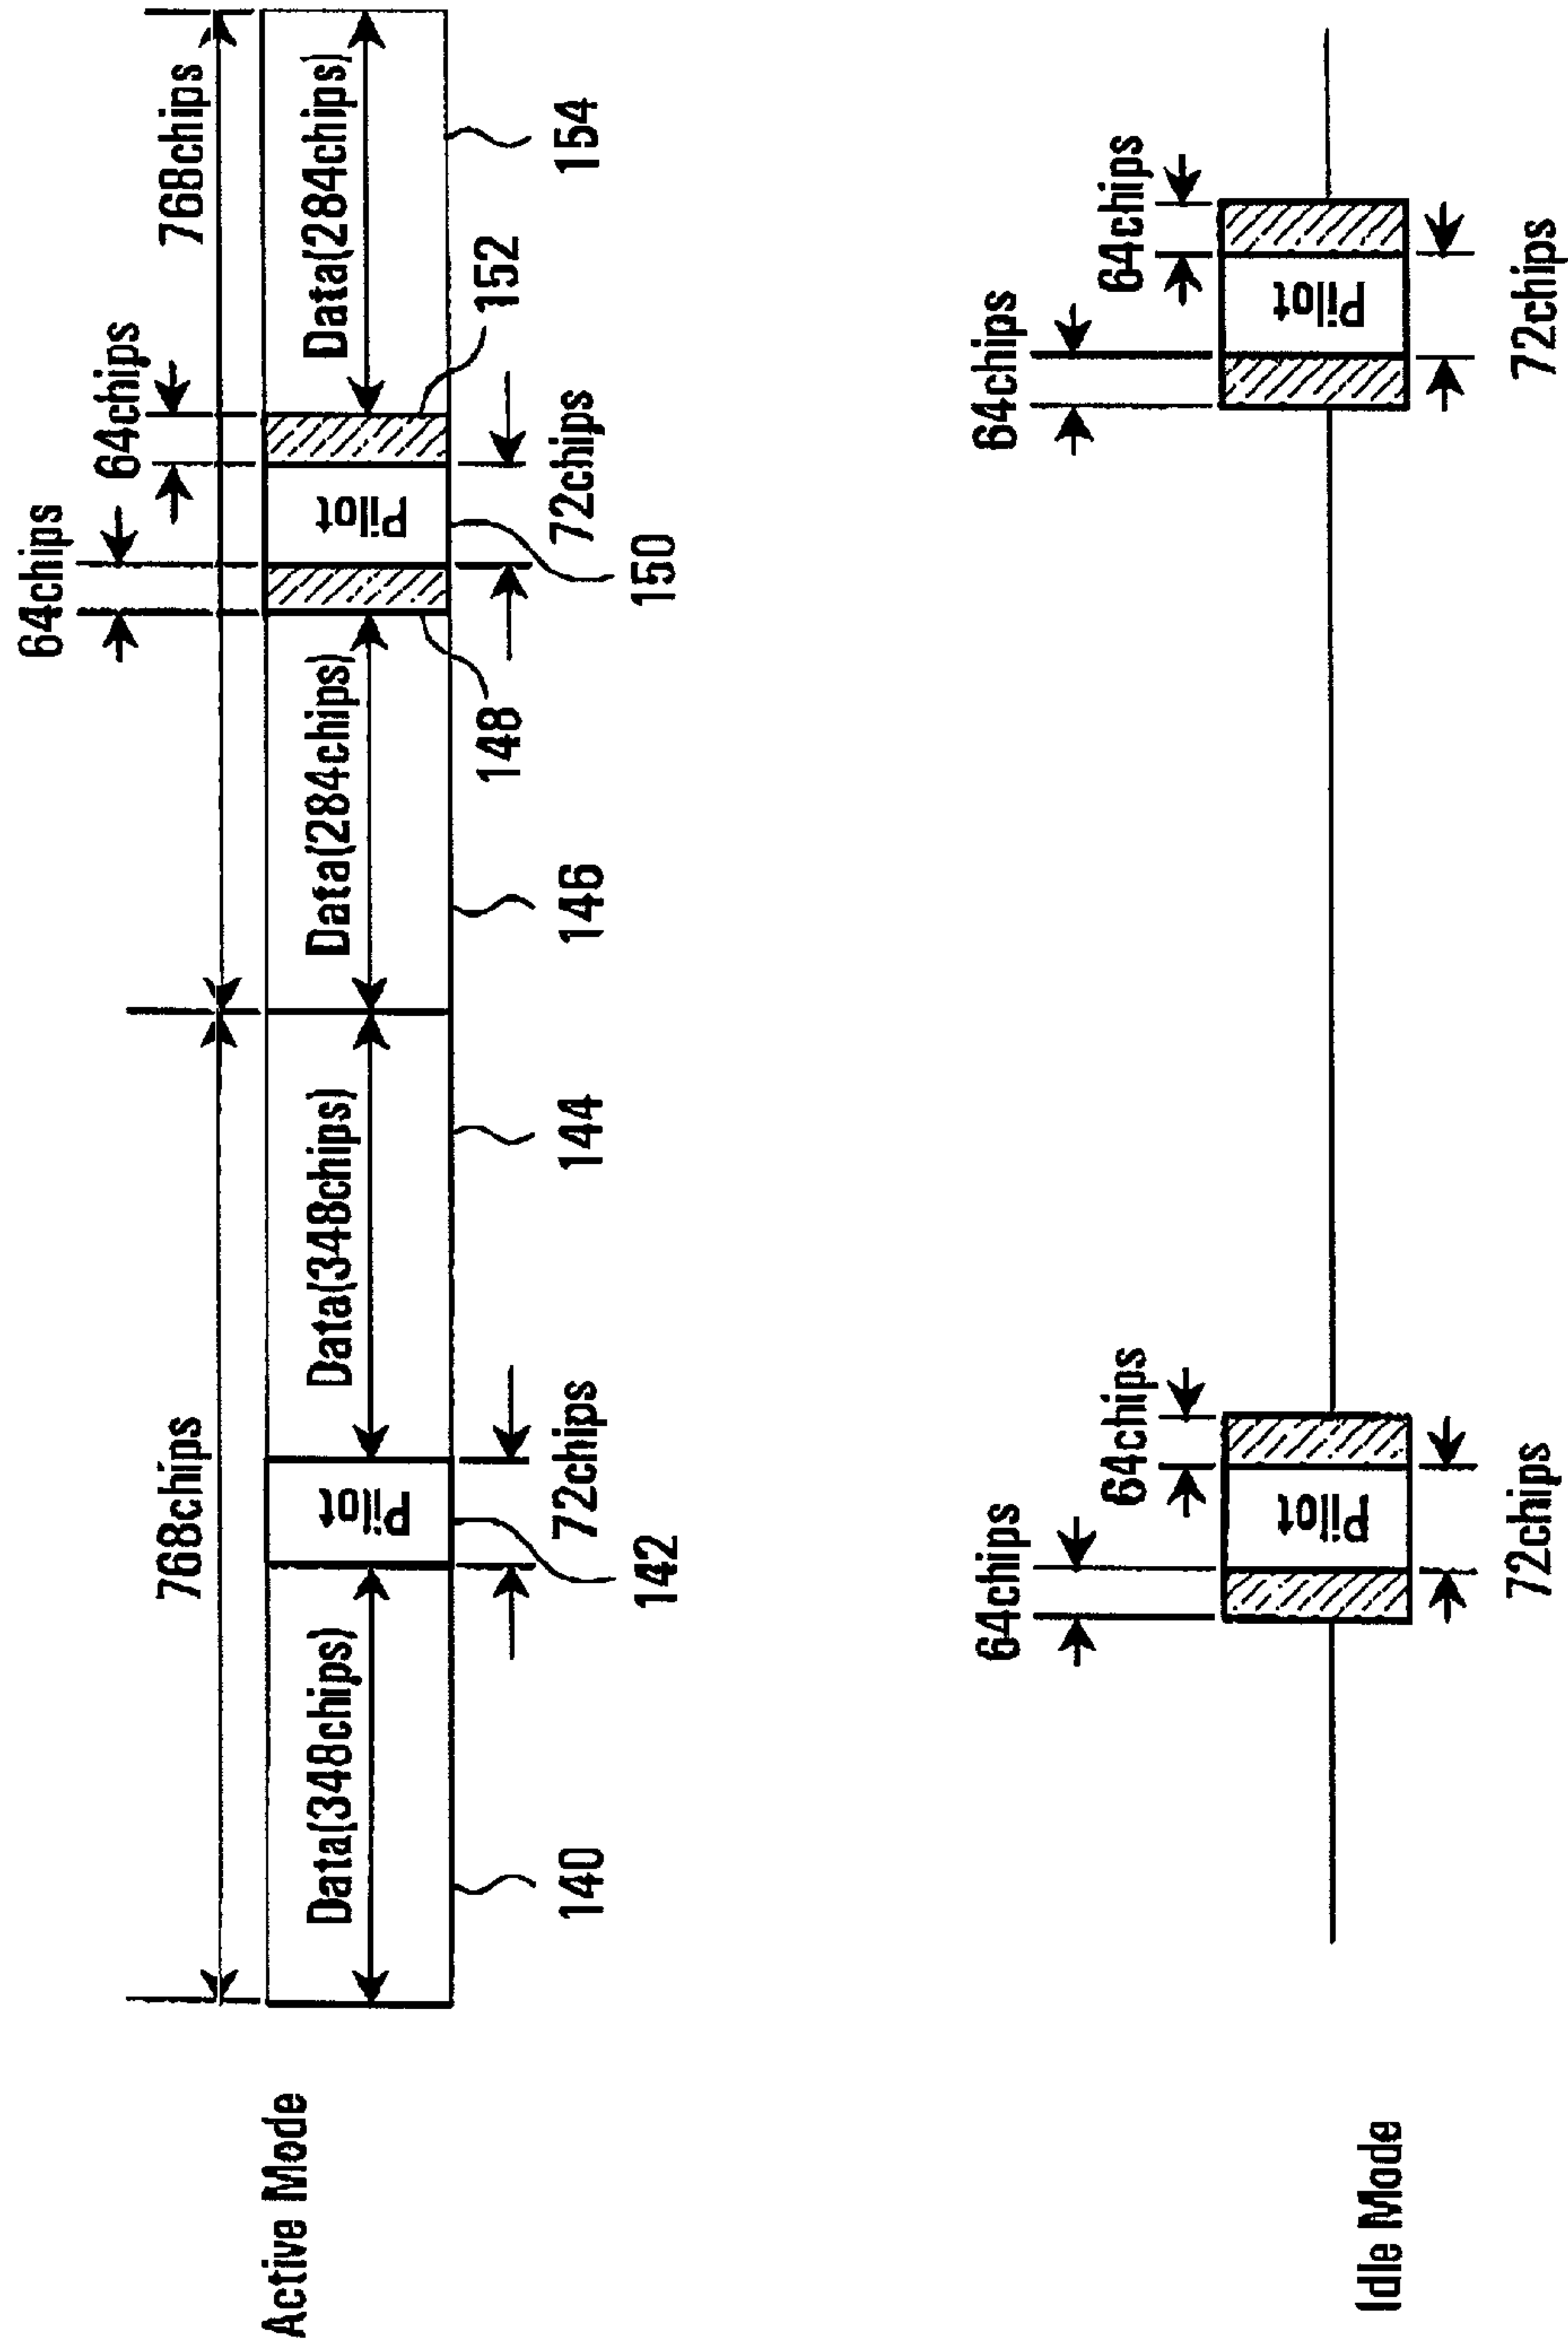 Active Mode
768chips
768chips
64chips
64chips
Data(348chips)
Pilot
Data(348chips)
Data(284chips)
Pilot
Data(284chips)
72chips
72chips
140
142
144
146
148
150
152
154
Idle Mode
64chips
64chips
Pilot
72chips
64chips
64chips
Pilot
72chips